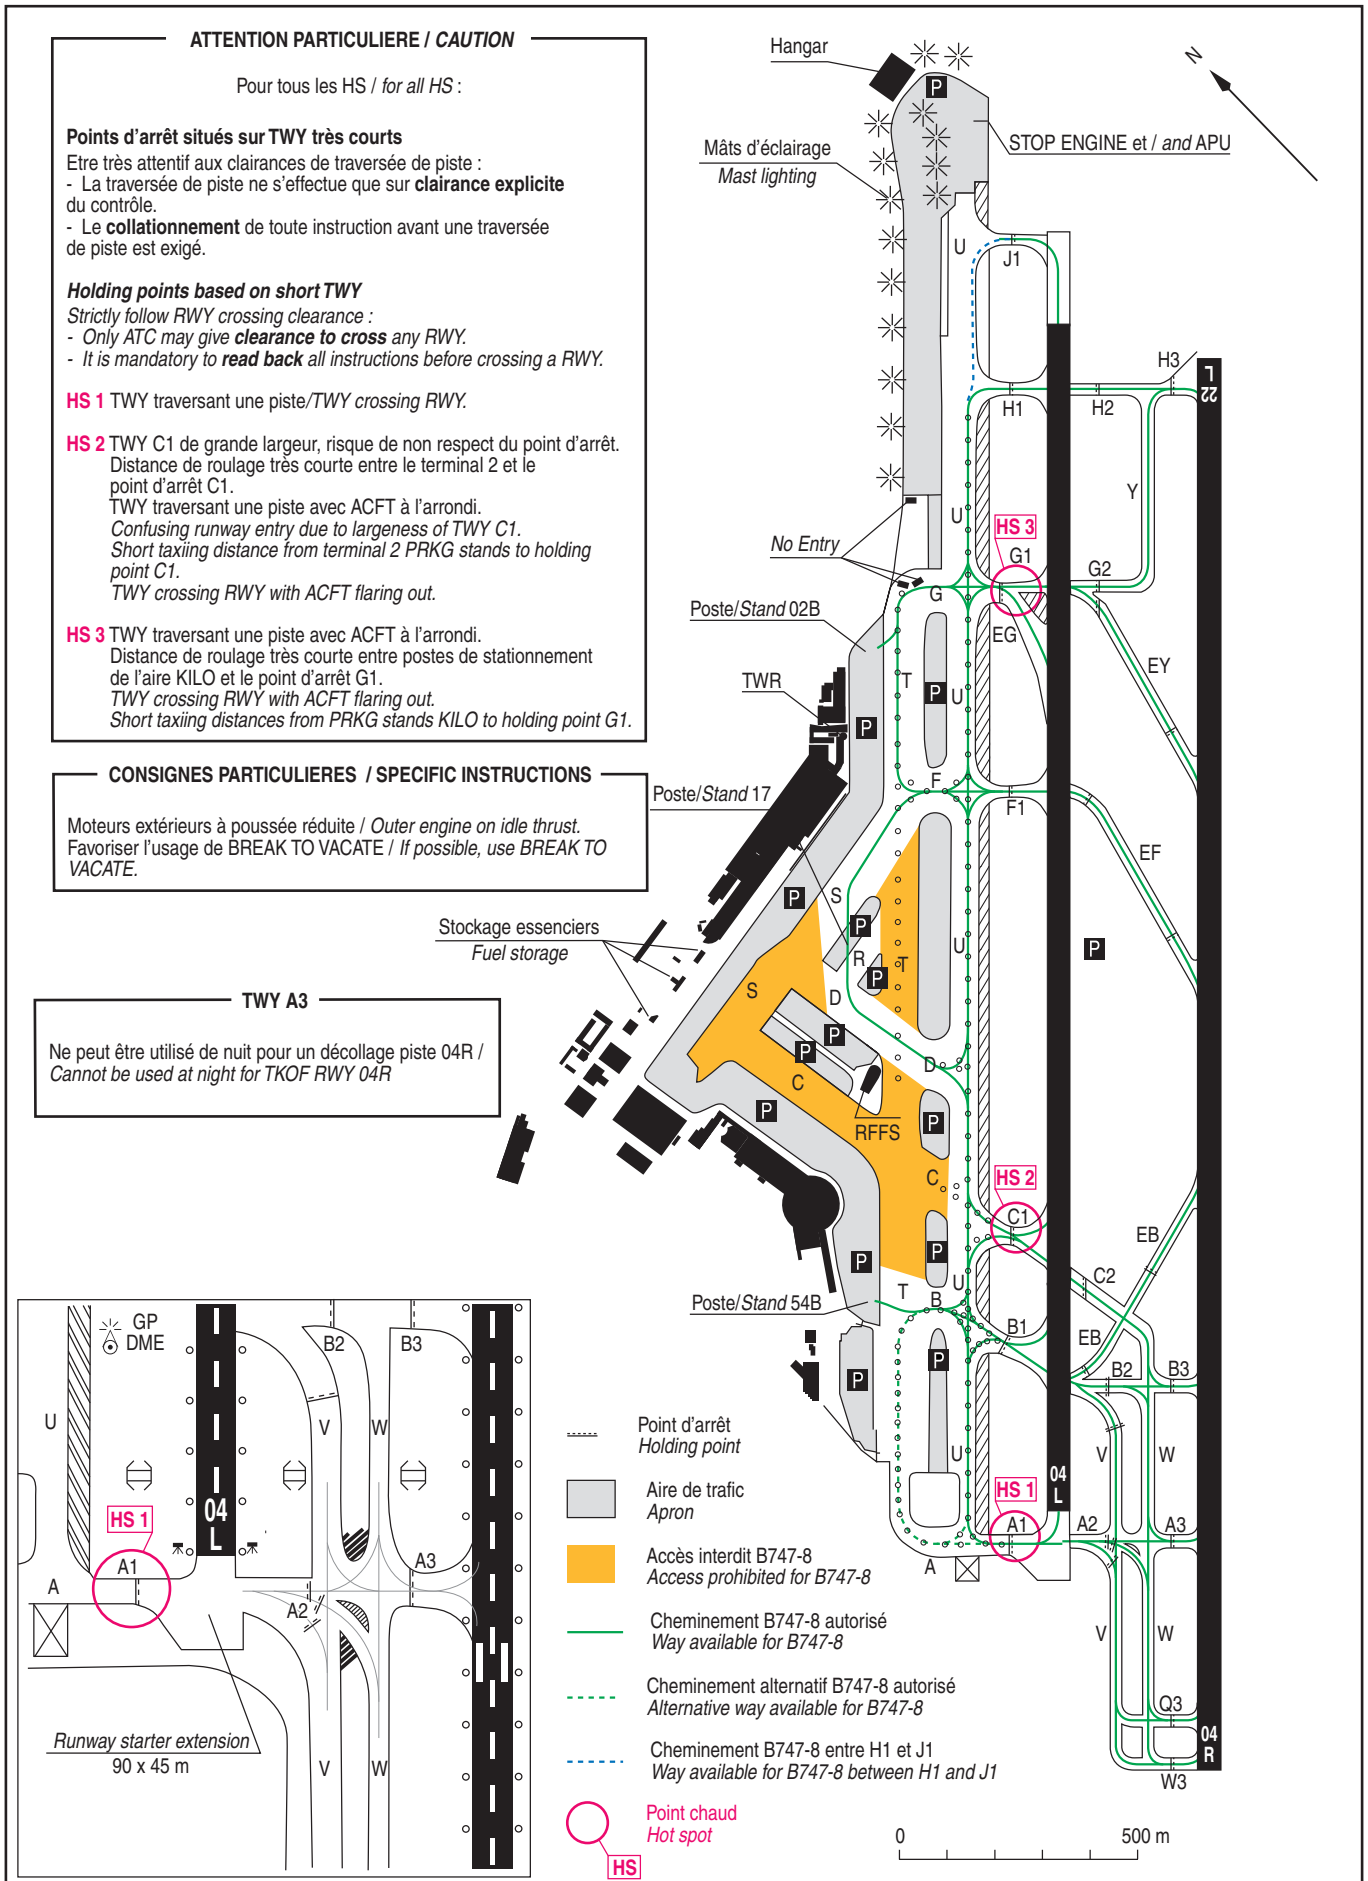 ATTENTION PARTICULIERE / CAUTION
Pour tous les HS / for all HS :
Points d'arrêt situés sur TWY très courts
Etre très attentif aux clairances de traversée de piste :
- La traversée de piste ne s'effectue que sur clairance explicite
du contrôle.
- Le collationnement de toute instruction avant une traversée
de piste est exigé.
Holding points based on short TWY
Strictly follow RWY crossing clearance :
- Only ATC may give clearance to cross any RWY.
- It is mandatory to read back all instructions before crossing a RWY.
HS 1 TWY traversant une piste/TWY crossing RWY.
HS 2 TWY C1 de grande largeur, risque de non respect du point d'arrêt.
Distance de roulage très courte entre le terminal 2 et le
point d'arrêt C1.
TWY traversant une piste avec ACFT à l'arrondi.
Confusing runway entry due to largeness of TWY C1.
Short taxiing distance from terminal 2 PRKG stands to holding
point C1.
TWY crossing RWY with ACFT flaring out.
HS 3 TWY traversant une piste avec ACFT à l'arrondi.
Distance de roulage très courte entre postes de stationnement
de l'aire KILO et le point d'arrêt G1.
TWY crossing RWY with ACFT flaring out.
Short taxiing distances from PRKG stands KILO to holding point G1.
CONSIGNES PARTICULIERES / SPECIFIC INSTRUCTIONS
Moteurs extérieurs à poussée réduite / Outer engine on idle thrust.
Favoriser l'usage de BREAK TO VACATE / If possible, use BREAK TO
VACATE.
TWY A3
Ne peut être utilisé de nuit pour un décollage piste 04R /
Cannot be used at night for TKOF RWY 04R
Hangar
P
N
Mâts d'éclairage
Mast lighting
STOP ENGINE et / and APU
U
J1
H1
H2
H3
22
L
Y
U
HS 3
G1
G2
No Entry
G
EG
Poste/Stand 02B
T
P
U
EY
TWR
P
F
F1
Poste/Stand 17
EF
P
S
P
Stockage essenciers
Fuel storage
R
P
T
U
P
S
D
P
P
C
D
P
RFFS
P
C
HS 2
C1
EB
P
P
C2
U
T
B
Poste/Stand 54B
B1
EB
B2
B3
P
P
U
V
W
04
L
HS 1
A1
A2
A3
A
V
W
Q3
04
R
W3
GP
DME
B2
B3
U
V
W
04
L
HS 1
A1
A
A2
A3
Runway starter extension
90 x 45 m
V
W
Point d'arrêt
Holding point
Aire de trafic
Apron
Accès interdit B747-8
Access prohibited for B747-8
Cheminement B747-8 autorisé
Way available for B747-8
Cheminement alternatif B747-8 autorisé
Alternative way available for B747-8
Cheminement B747-8 entre H1 et J1
Way available for B747-8 between H1 and J1
Point chaud
Hot spot
HS
0
500 m